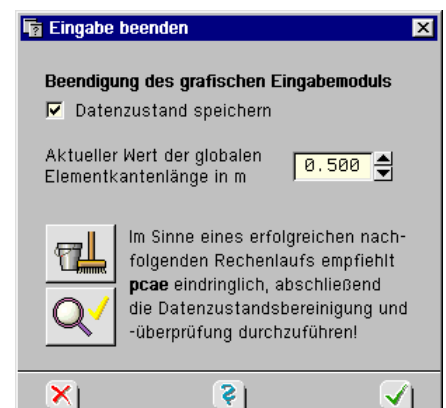 Eingabe beenden
Beendigung des grafischen Eingabemoduls
Datenzustand speichern
Aktueller Wert der globalen
Elementkantenlänge in m
0.500
Im Sinne eines erfolgreichen nach-
folgenden Rechenlaufs empfiehlt
pcae eindringlich, abschließend
die Datenzustandsbereinigung und
-überprüfung durchzuführen!